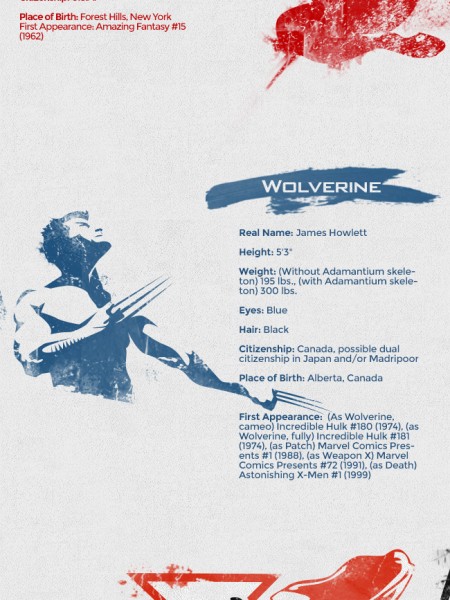 Place of Birth: Forest Hills, New York
First Appearance: Amazing Fantasy #15
(1962)
WOLVERINE
Real Name: James Howlett
Height: 5'3"
Weight: (Without Adamantium skele-
ton) 195 lbs., (with Adamantium skele-
ton) 300 lbs.
Eyes: Blue
Hair: Black
Citizenship: Canada, possible dual
citizenship in Japan and/or Madripoor
Place of Birth: Alberta, Canada
First Appearance: (As Wolverine,
cameo) Incredible Hulk #180 (1974), (as
Wolverine, fully) Incredible Hulk #181
(1974), (as Patch) Marvel Comics Pres-
ents #1 (1988), (as Weapon X) Marvel
Comics Presents #72 (1991), (as Death)
Astonishing X-Men #1 (1999)